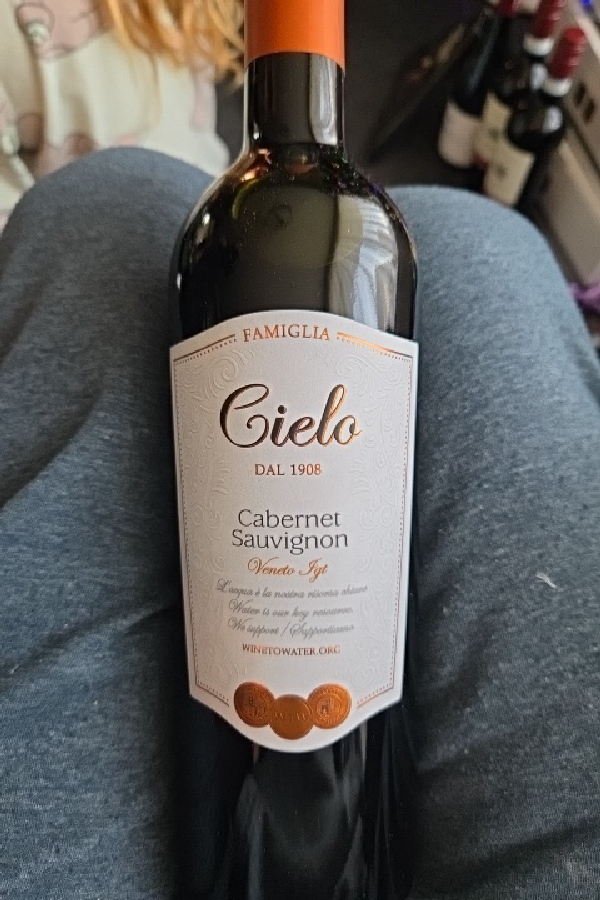 FAMIGLIA
Cielo
DAL 1908
Cabernet
Sauvignon
Veneto Igt
L'acqua è la nostra risorsa chiave
Water is our key resource.
We support / Supportiamo
WINETOWATER.ORG